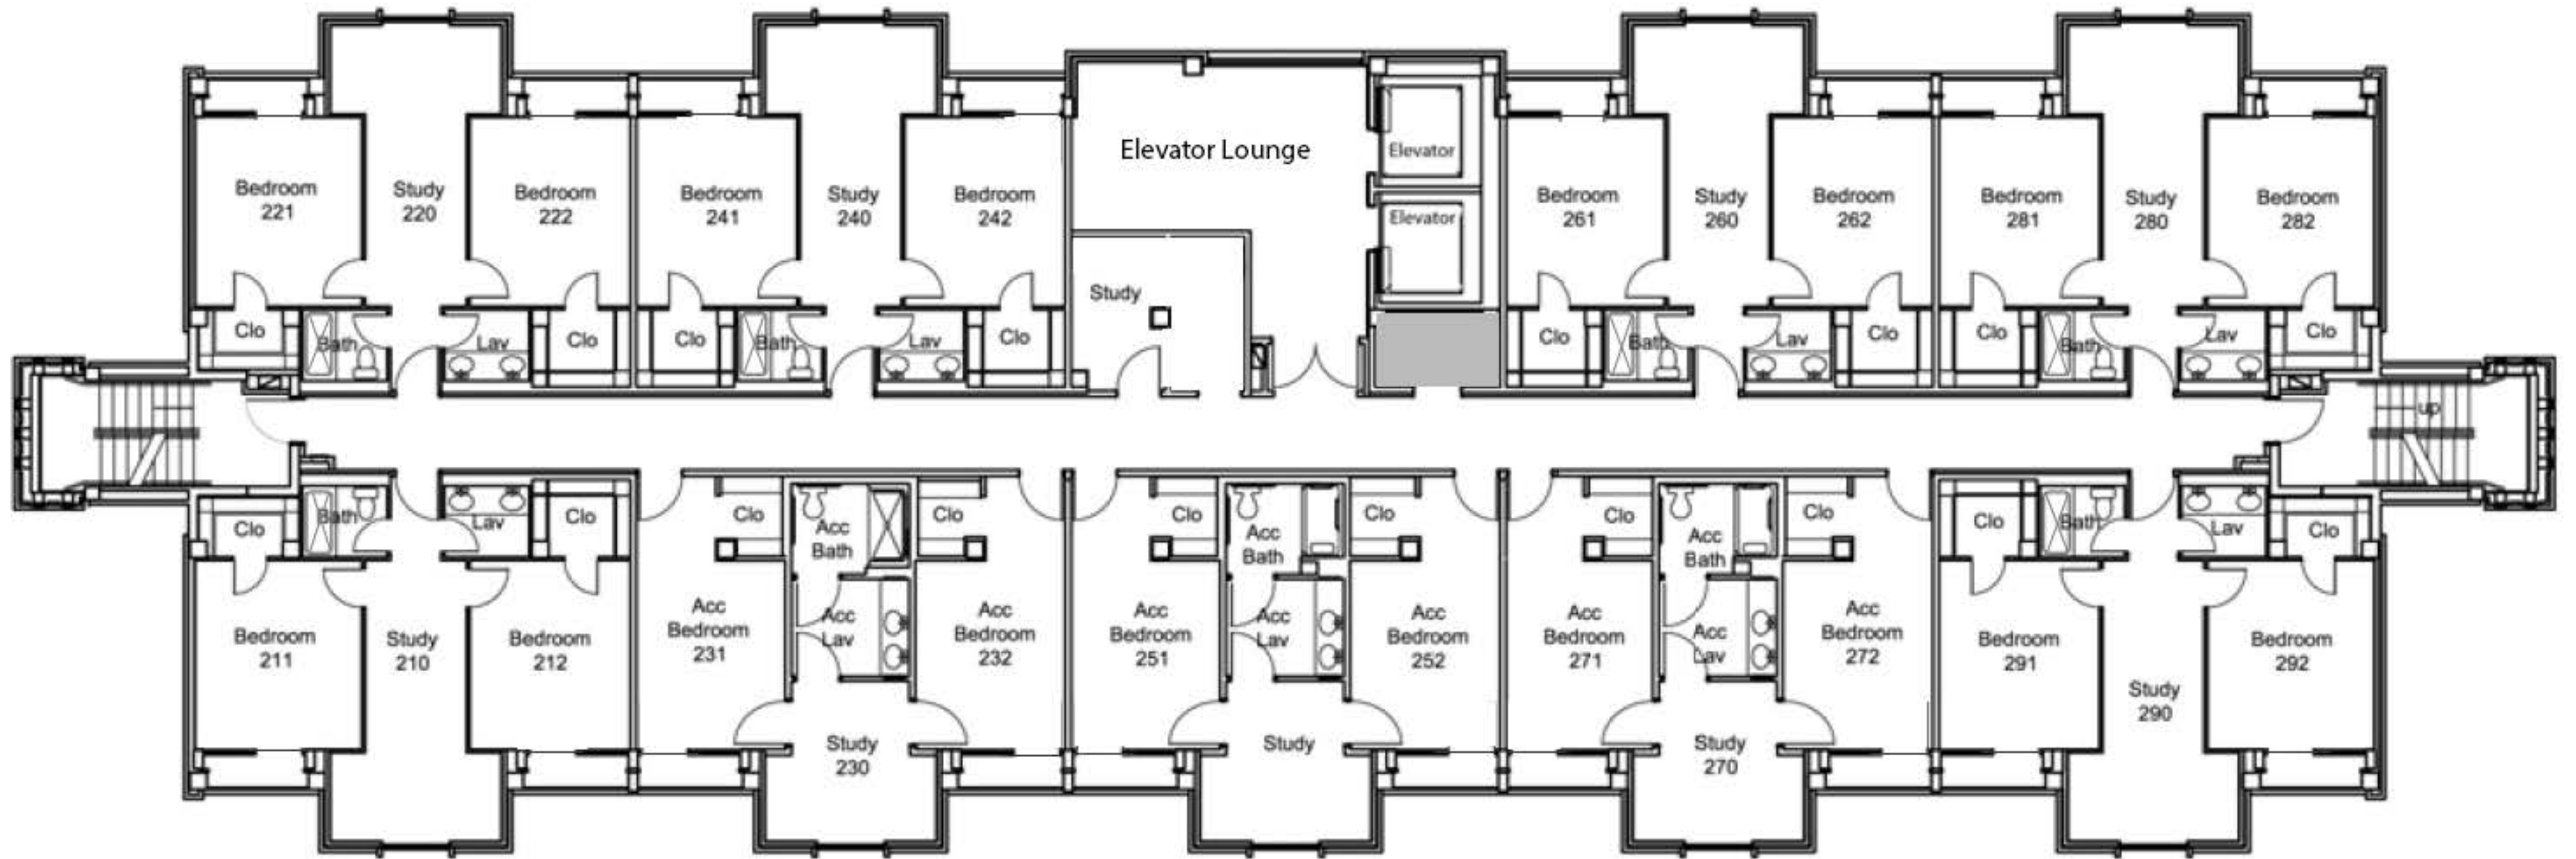 Elevator Lounge
Elevator
Elevator
Bedroom
221
Study
220
Bedroom
222
Bedroom
241
Study
240
Bedroom
242
Bedroom
261
Study
260
Bedroom
262
Bedroom
281
Study
280
Bedroom
282
Study
Clo
Bath
Lav
Clo
Clo
Bath
Lav
Clo
Clo
Bath
Lav
Clo
Clo
Bath
Lav
Clo
up
Clo
Bath
Lav
Clo
Clo
Acc
Bath
Clo
Clo
Acc
Bath
Clo
Clo
Acc
Bath
Clo
Clo
Bath
Lav
Clo
Bedroom
211
Study
210
Bedroom
212
Acc
Bedroom
231
Acc
Lav
Acc
Bedroom
232
Acc
Bedroom
251
Acc
Lav
Acc
Bedroom
252
Acc
Bedroom
271
Acc
Lav
Acc
Bedroom
272
Bedroom
291
Study
290
Bedroom
292
Study
230
Study
Study
270